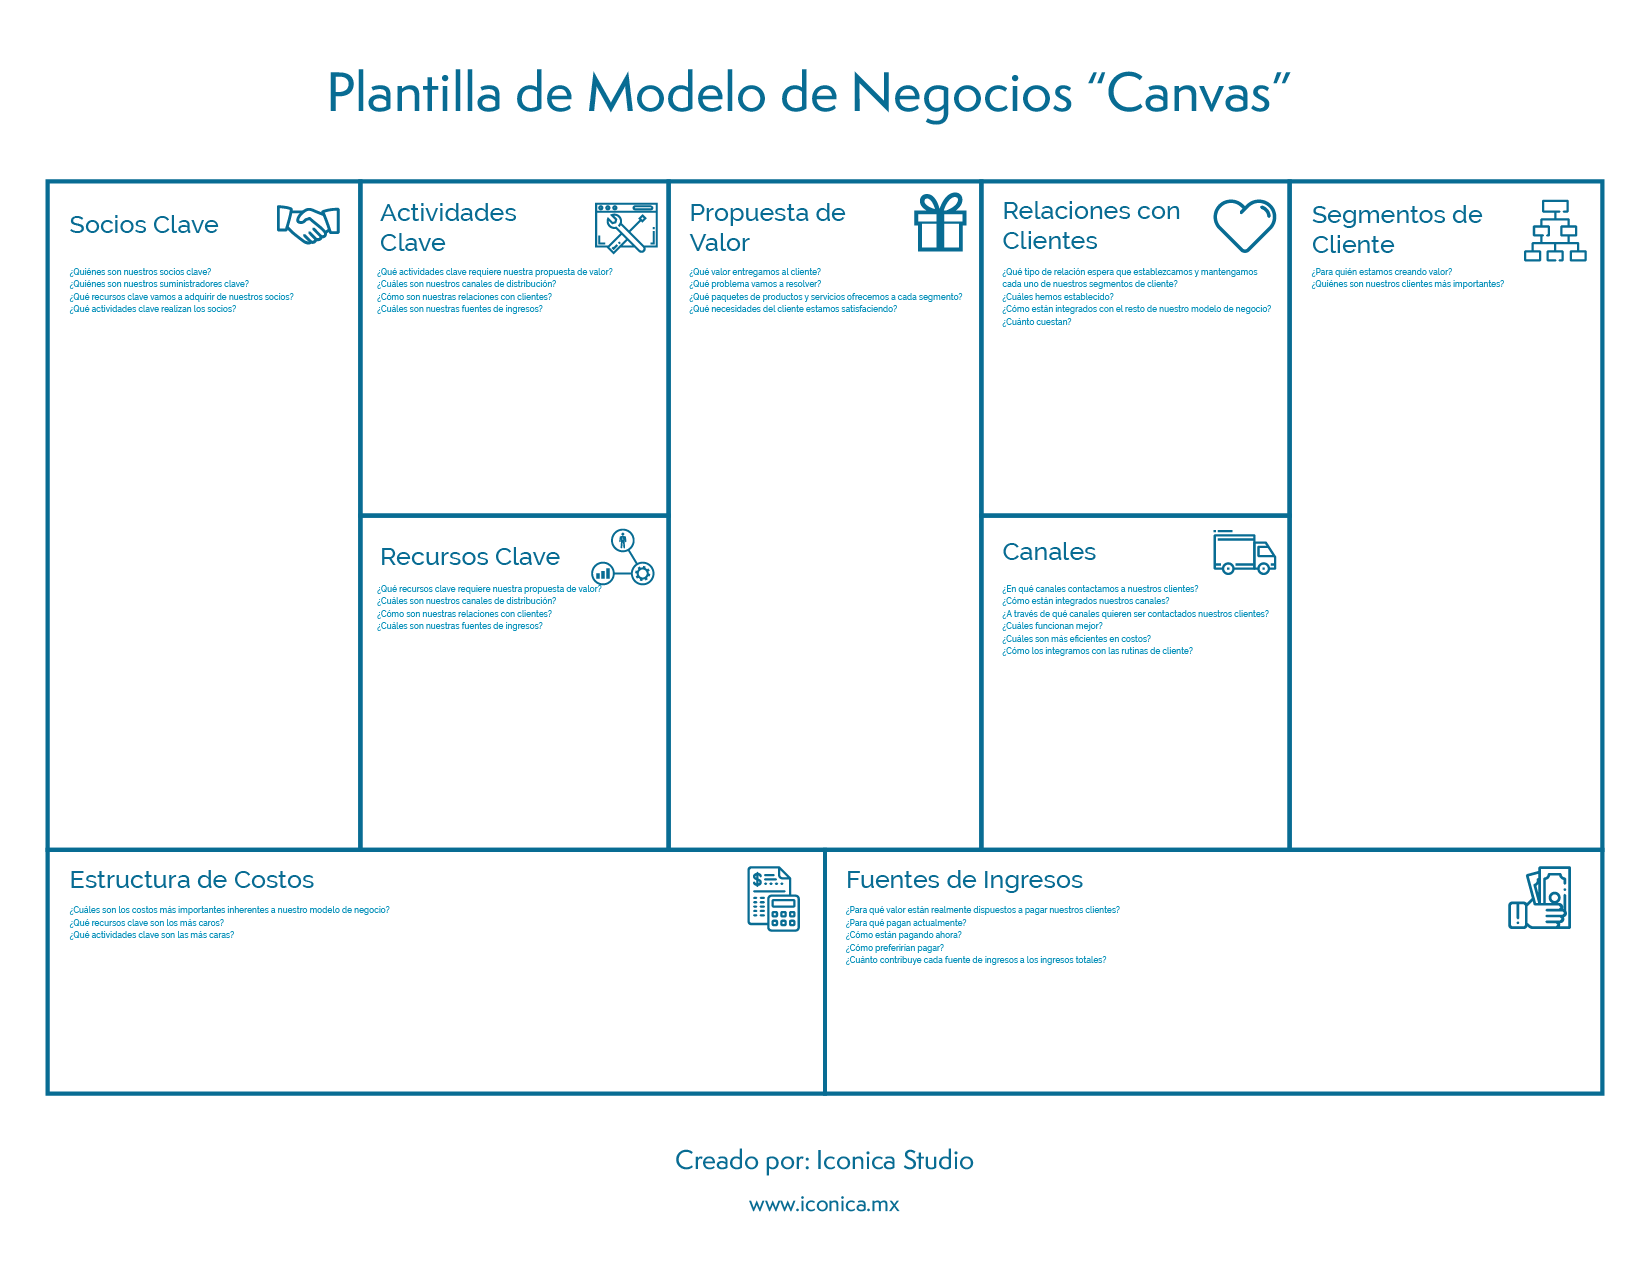 Plantilla de Modelo de Negocios “Canvas”
Socios Clave
¿Quiénes son nuestros socios clave?
¿Quiénes son nuestros suministradores clave?
¿Qué recursos clave vamos a adquirir de nuestros socios?
¿Qué actividades clave realizan los socios?
Actividades
Clave
¿Qué actividades clave requiere nuestra propuesta de valor?
¿Cuáles son nuestros canales de distribución?
¿Cómo son nuestras relaciones con clientes?
¿Cuáles son nuestras fuentes de ingresos?
Recursos Clave
¿Qué recursos clave requiere nuestra propuesta de valor?
¿Cuáles son nuestros canales de distribución?
¿Cómo son nuestras relaciones con clientes?
¿Cuáles son nuestras fuentes de ingresos?
Propuesta de
Valor
¿Qué valor entregamos al cliente?
¿Qué problema vamos a resolver?
¿Qué paquetes de productos y servicios ofrecemos a cada segmento?
¿Qué necesidades del cliente estamos satisfaciendo?
Relaciones con
Clientes
¿Qué tipo de relación espera que establezcamos y mantengamos
cada uno de nuestros segmentos de cliente?
¿Cuáles hemos establecido?
¿Cómo están integrados con el resto de nuestro modelo de negocio?
¿Cuánto cuestan?
Canales
¿En qué canales contactamos a nuestros clientes?
¿Cómo están integrados nuestros canales?
¿A través de qué canales quieren ser contactados nuestros clientes?
¿Cuáles funcionan mejor?
¿Cuáles son más eficientes en costos?
¿Cómo los integramos con las rutinas de cliente?
Segmentos de
Cliente
¿Para quién estamos creando valor?
¿Quiénes son nuestros clientes más importantes?
Estructura de Costos
¿Cuáles son los costos más importantes inherentes a nuestro modelo de negocio?
¿Qué recursos clave son los más caros?
¿Qué actividades clave son las más caras?
$
Fuentes de Ingresos
¿Para qué valor están realmente dispuestos a pagar nuestros clientes?
¿Para qué pagan actualmente?
¿Cómo están pagando ahora?
¿Cómo preferirían pagar?
¿Cuánto contribuye cada fuente de ingresos a los ingresos totales?
Creado por: Iconica Studio
www.iconica.mx